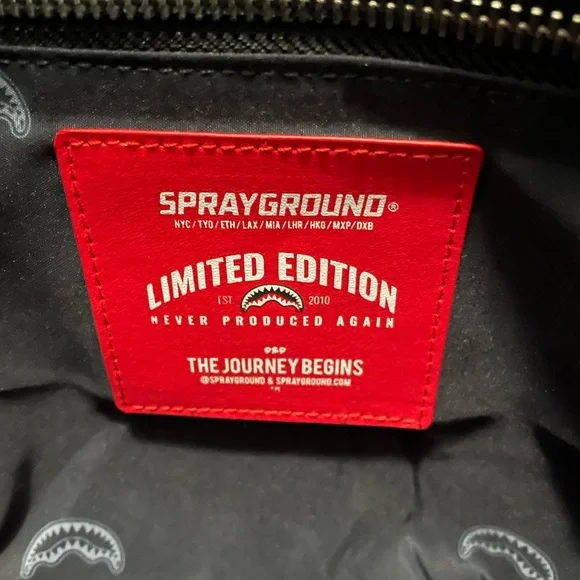 SPRAYGROUND®
NYC / TYO / ETH / LAX / MIA / LHR / HKG / MXP / DXB
LIMITED EDITION
EST. 2010
NEVER PRODUCED AGAIN
THE JOURNEY BEGINS
@SPRAYGROUND & SPRAYGROUND.COM